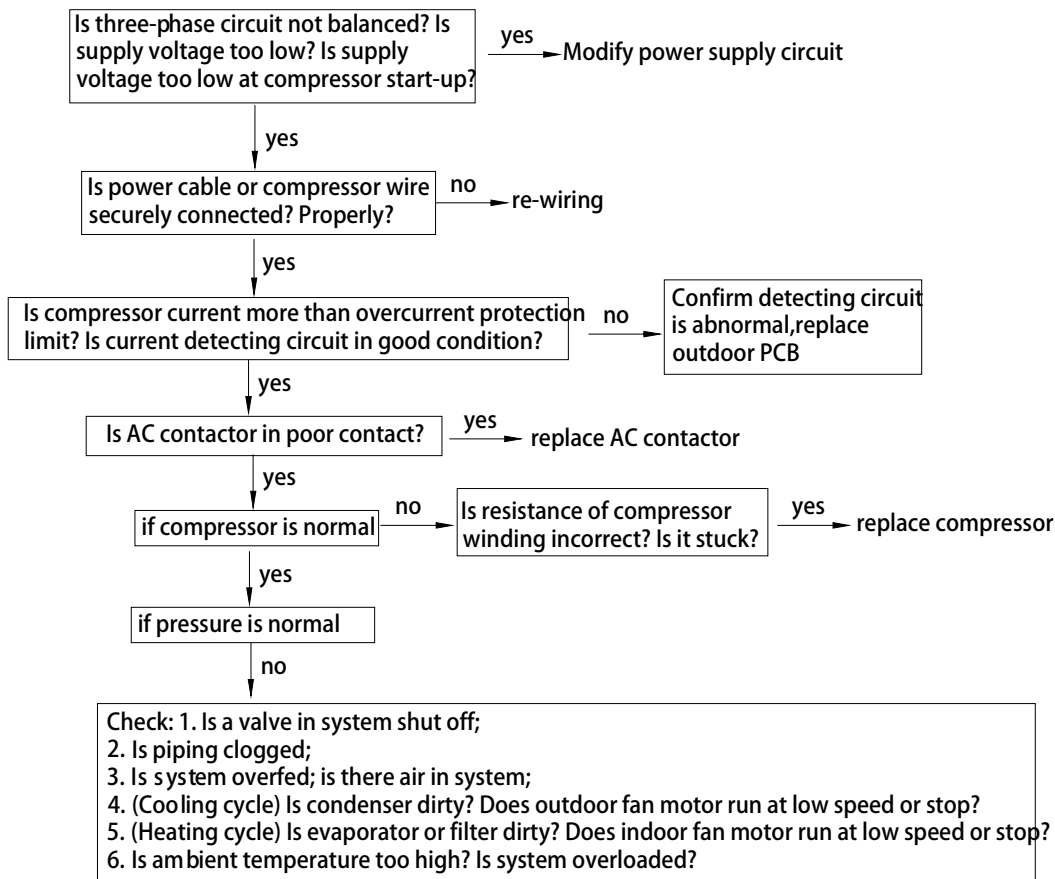 Is three-phase circuit not balanced? Is
supply voltage too low? Is supply
voltage too low at compressor start-up?
yes
Modify power supply circuit
yes
Is power cable or compressor wire
securely connected? Properly?
no
re-wiring
yes
Is compressor current more than overcurrent protection
limit? Is current detecting circuit in good condition?
no
Confirm detecting circuit
is abnormal,replace
outdoor PCB
yes
Is AC contactor in poor contact?
yes
replace AC contactor
yes
if compressor is normal
no
Is resistance of compressor
winding incorrect? Is it stuck?
yes
replace compressor
yes
if pressure is normal
no
Check: 1. Is a valve in system shut off;
2. Is piping clogged;
3. Is system overfed; is there air in system;
4. (Cooling cycle) Is condenser dirty? Does outdoor fan motor run at low speed or stop?
5. (Heating cycle) Is evaporator or filter dirty? Does indoor fan motor run at low speed or stop?
6. Is ambient temperature too high? Is system overloaded?